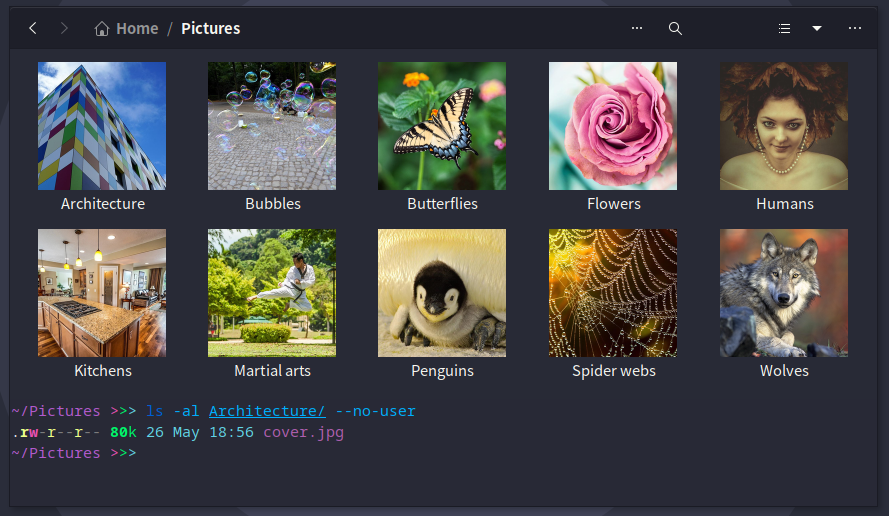 Home / Pictures
Architecture
Bubbles
Butterflies
Flowers
Humans
Kitchens
Martial arts
Penguins
Spider webs
Wolves
~/Pictures >>> ls -al Architecture/ --no-user
.rw-r--r-- 80k 26 May 18:56 cover.jpg
~/Pictures >>>